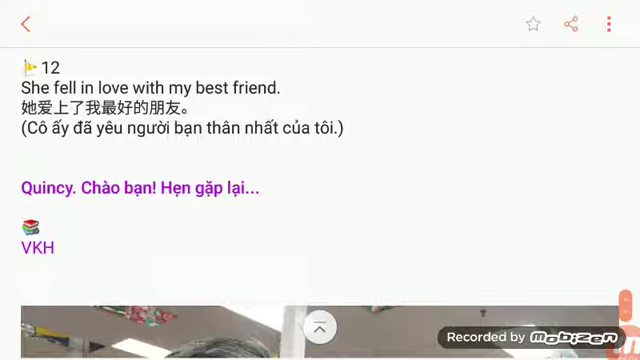 12
She fell in love with my best friend.
她爱上了我最好的朋友。
(Cô ấy đã yêu người bạn thân nhất của tôi.)
Quincy. Chào bạn! Hẹn gặp lại...
VKH
Recorded by Mobizen